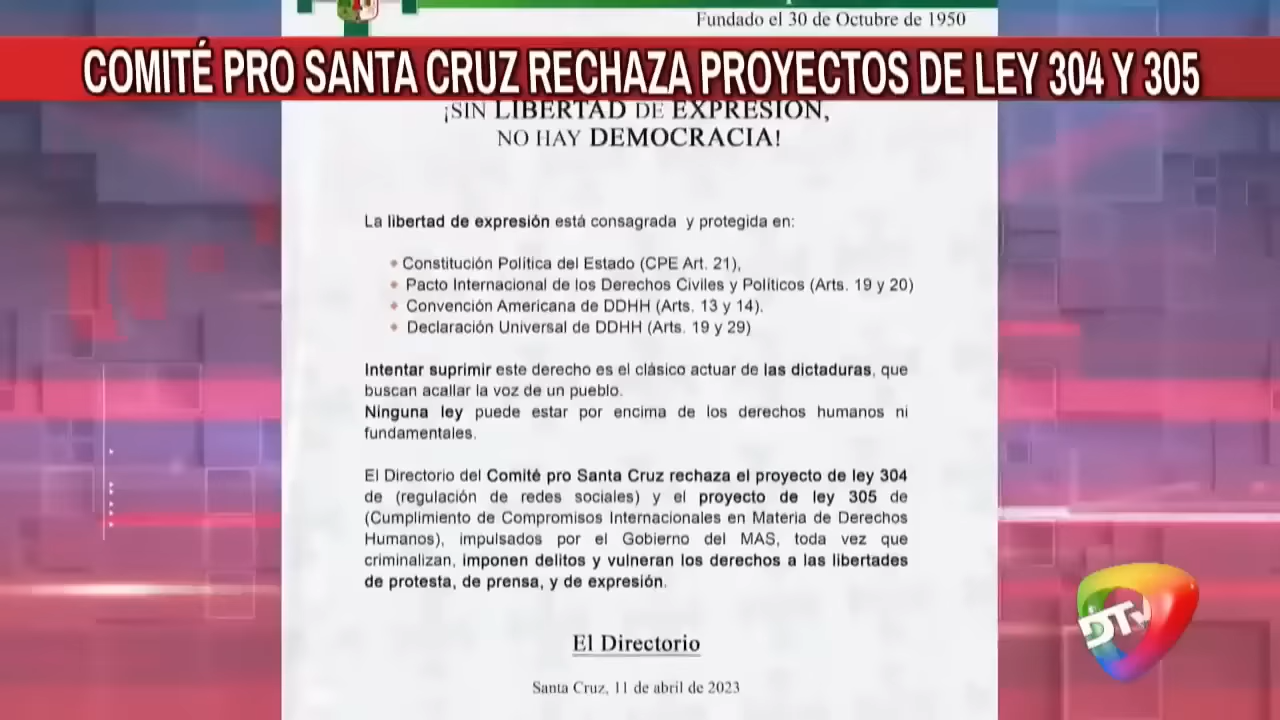 Fundado el 30 de Octubre de 1950
COMITÉ PRO SANTA CRUZ RECHAZA PROYECTOS DE LEY 304 Y 305
¡SIN LIBERTAD DE EXPRESIÓN,
NO HAY DEMOCRACIA!
La libertad de expresión está consagrada y protegida en:
• Constitución Política del Estado (CPE Art. 21),
• Pacto Internacional de los Derechos Civiles y Políticos (Arts. 19 y 20)
• Convención Americana de DDHH (Arts. 13 y 14).
• Declaración Universal de DDHH (Arts. 19 y 29)
Intentar suprimir este derecho es el clásico actuar de las dictaduras, que
buscan acallar la voz de un pueblo.
Ninguna ley puede estar por encima de los derechos humanos ni
fundamentales.
El Directorio del Comité pro Santa Cruz rechaza el proyecto de ley 304
de (regulación de redes sociales) y el proyecto de ley 305 de
(Cumplimiento de Compromisos Internacionales en Materia de Derechos
Humanos), impulsados por el Gobierno del MAS, toda vez que
criminalizan, imponen delitos y vulneran los derechos a las libertades
de protesta, de prensa, y de expresión.
El Directorio
Santa Cruz, 11 de abril de 2023
DTV